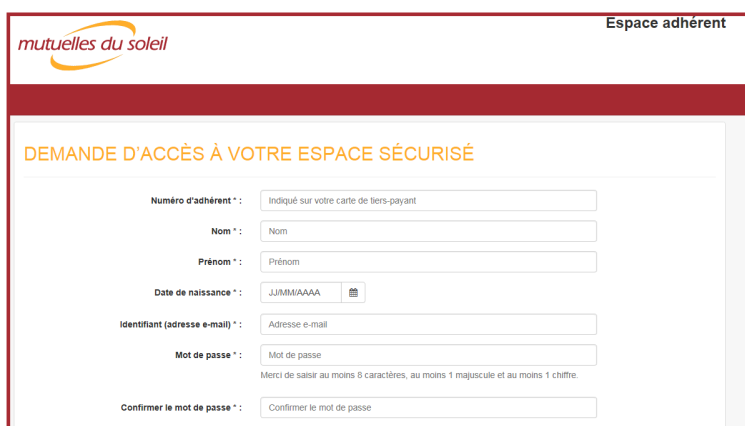 Espace adhérent
mutuelles du soleil
DEMANDE D'ACCÈS À VOTRE ESPACE SÉCURISÉ
Numéro d'adhérent * : Indiqué sur votre carte de tiers-payant
Nom * : Nom
Prénom * : Prénom
Date de naissance * : JJ/MM/AAAA
Identifiant (adresse e-mail) * : Adresse e-mail
Mot de passe * : Mot de passe
Merci de saisir au moins 8 caractères, au moins 1 majuscule et au moins 1 chiffre.
Confirmer le mot de passe * : Confirmer le mot de passe